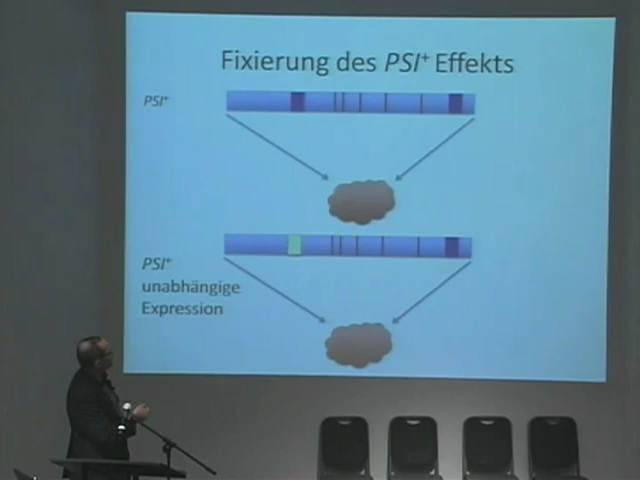 Fixierung des PSI⁺ Effekts
PSI⁺
PSI⁺
unabhängige
Expression